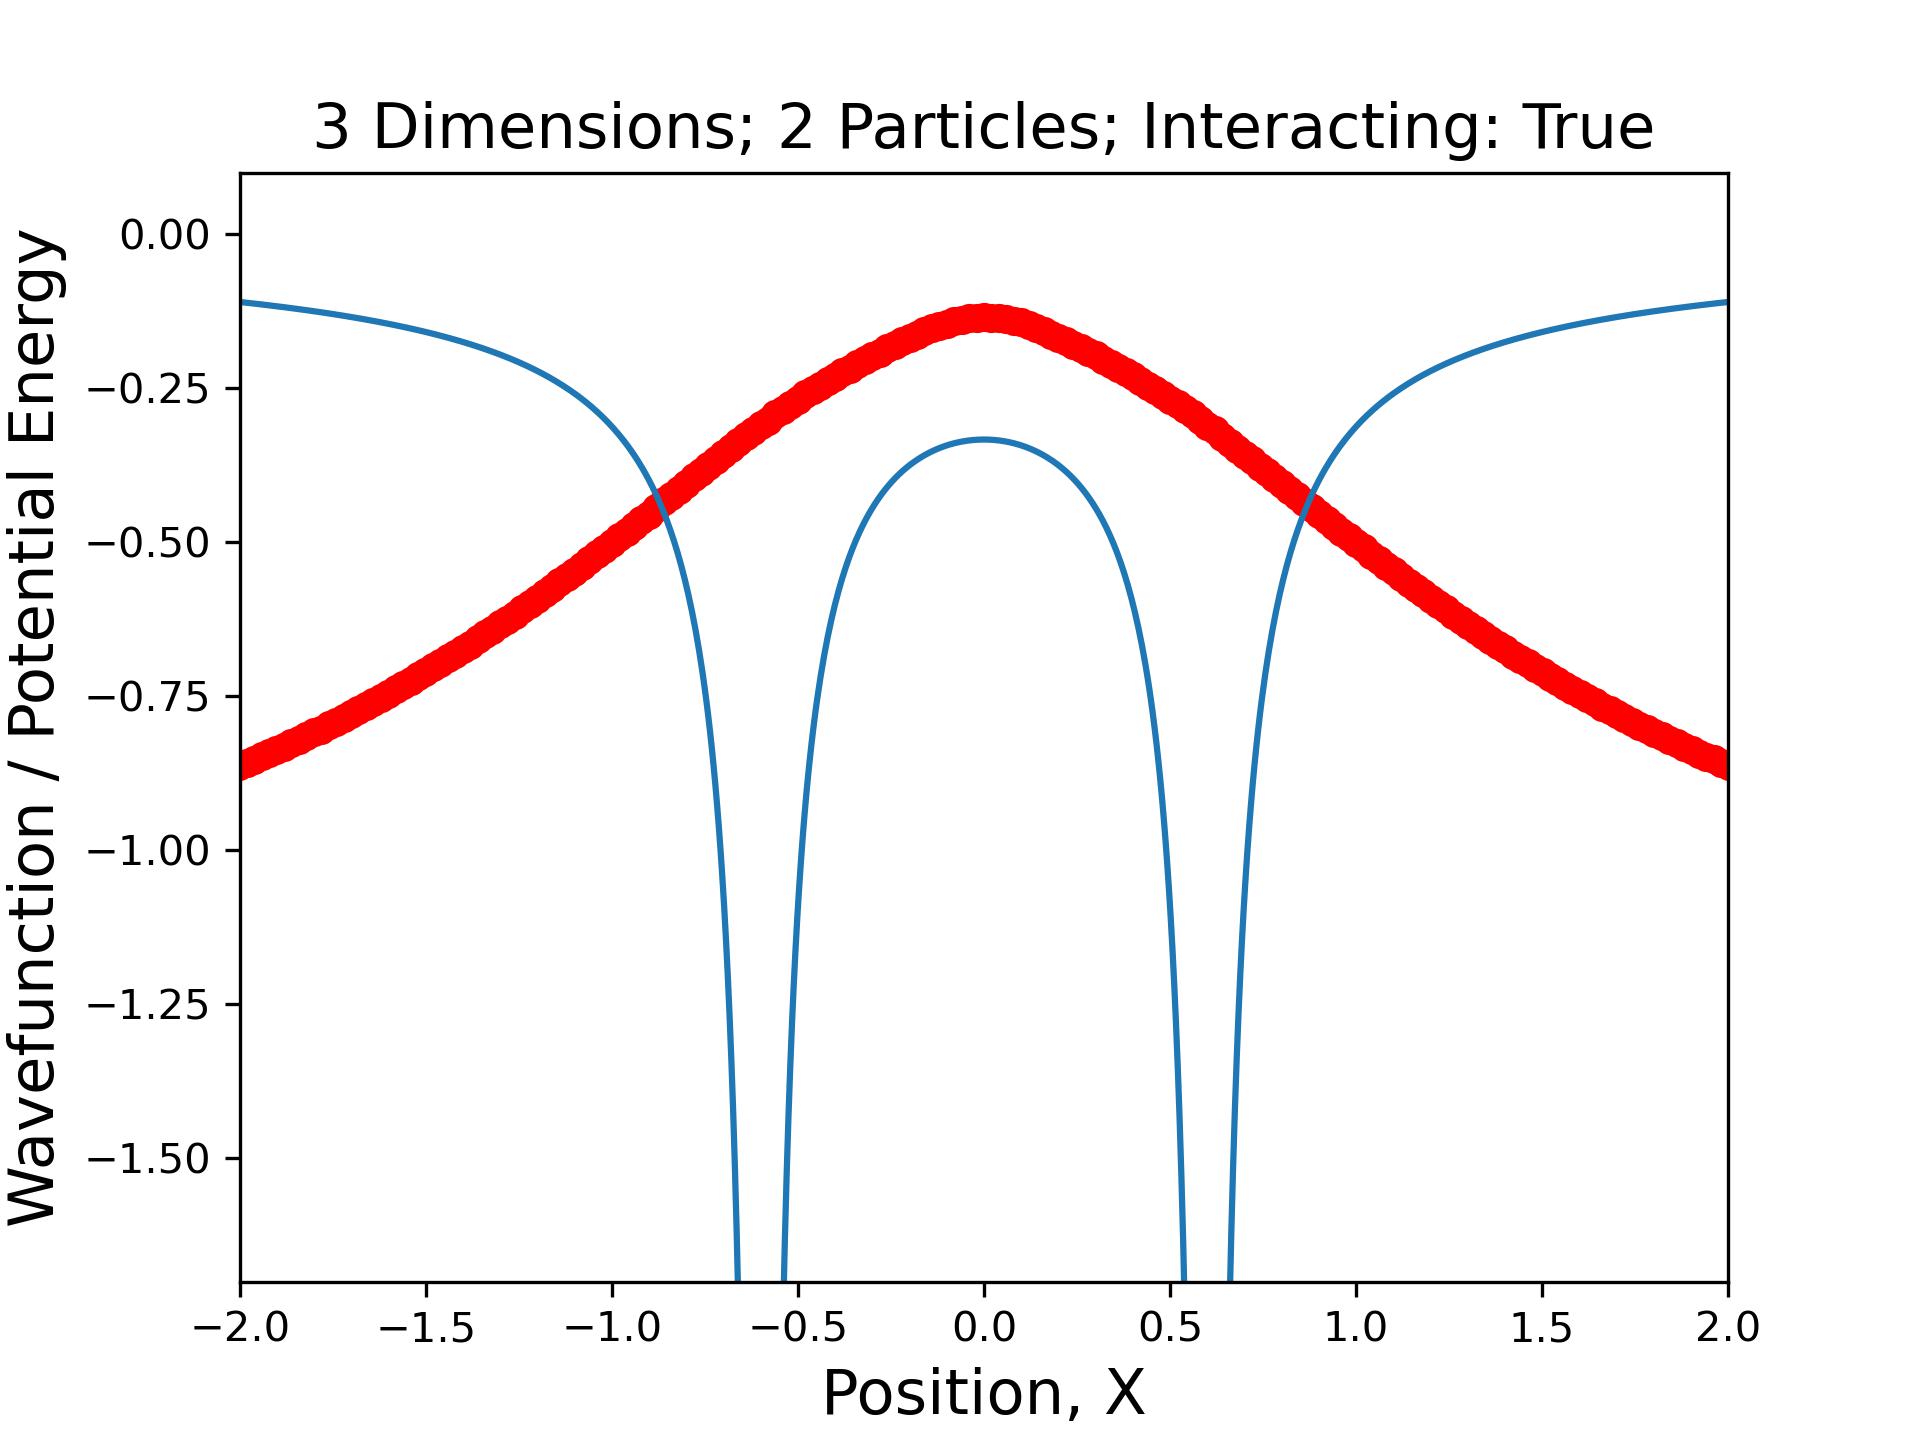 3 Dimensions; 2 Particles; Interacting: True
Wavefunction / Potential Energy
0.00
−0.25
−0.50
−0.75
−1.00
−1.25
−1.50
−2.0 −1.5 −1.0 −0.5 0.0 0.5 1.0 1.5 2.0
Position, X